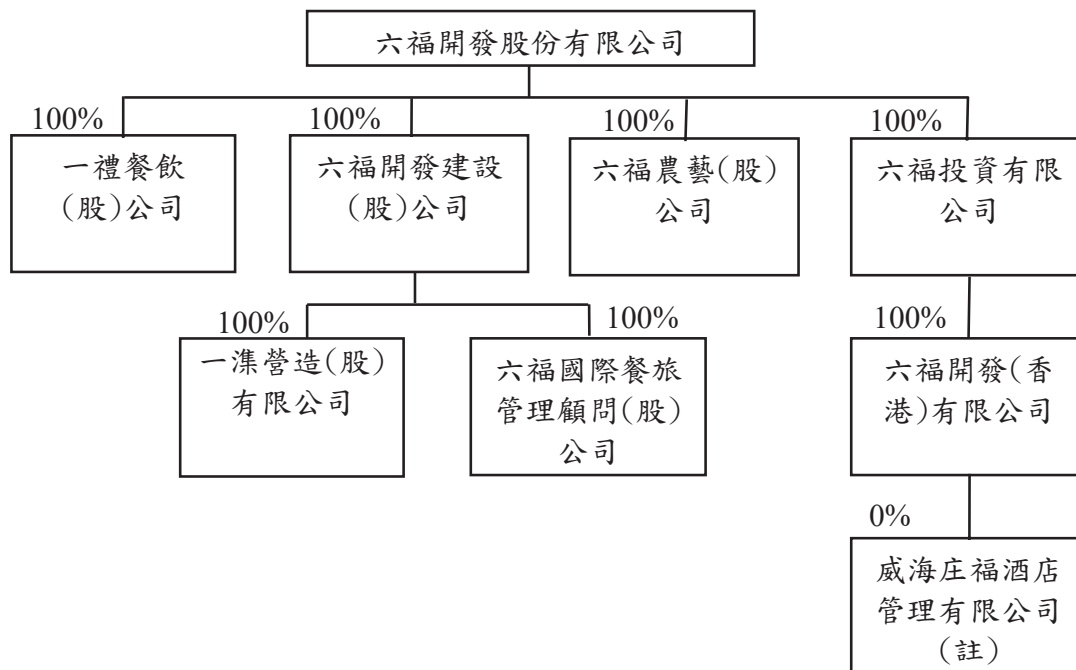 六福開發股份有限公司
100%
100%
100%
100%
一禮餐飲
(股)公司
六福開發建設
(股)公司
六福農藝(股)
公司
六福投資有限
公司
100%
100%
100%
一準營造(股)
有限公司
六福國際餐旅
管理顧問(股)
公司
六福開發(香
港)有限公司
0%
威海庄福酒店
管理有限公司
(註)